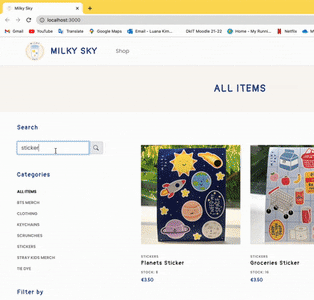 Milky Sky
localhost:3000
Gmail YouTube Translate Google Outlook Email - Luana Kim... DkIT Moodle 21-22 Home - My Runni... Netflix
MILKY SKY
Shop
ALL ITEMS
Search
sticker
Categories
ALL ITEMS
BTS MERCH
CLOTHING
KEYCHAINS
SCRUNCHIES
STICKERS
STRAY KIDS MERCH
TIE DYE
Filter by
STICKERS
Planets Sticker
STOCK: 8
€3.50
STICKERS
Groceries Sticker
STOCK: 10
€3.50